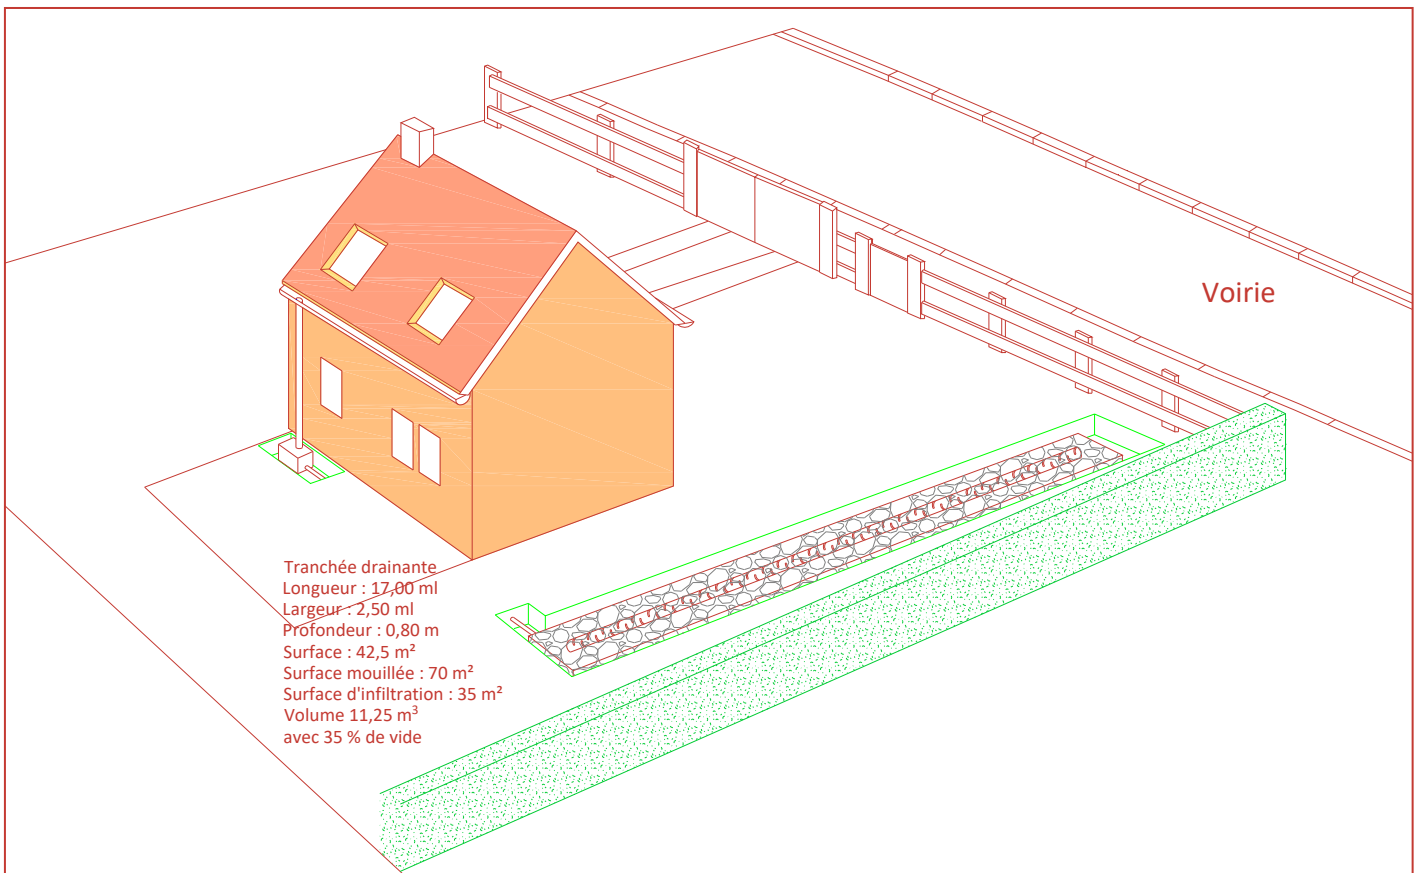 Voirie
Tranchée drainante
Longueur : 17,00 ml
Largeur : 2,50 ml
Profondeur : 0,80 m
Surface : 42,5 m²
Surface mouillée : 70 m²
Surface d'infiltration : 35 m²
Volume 11,25 m³
avec 35 % de vide